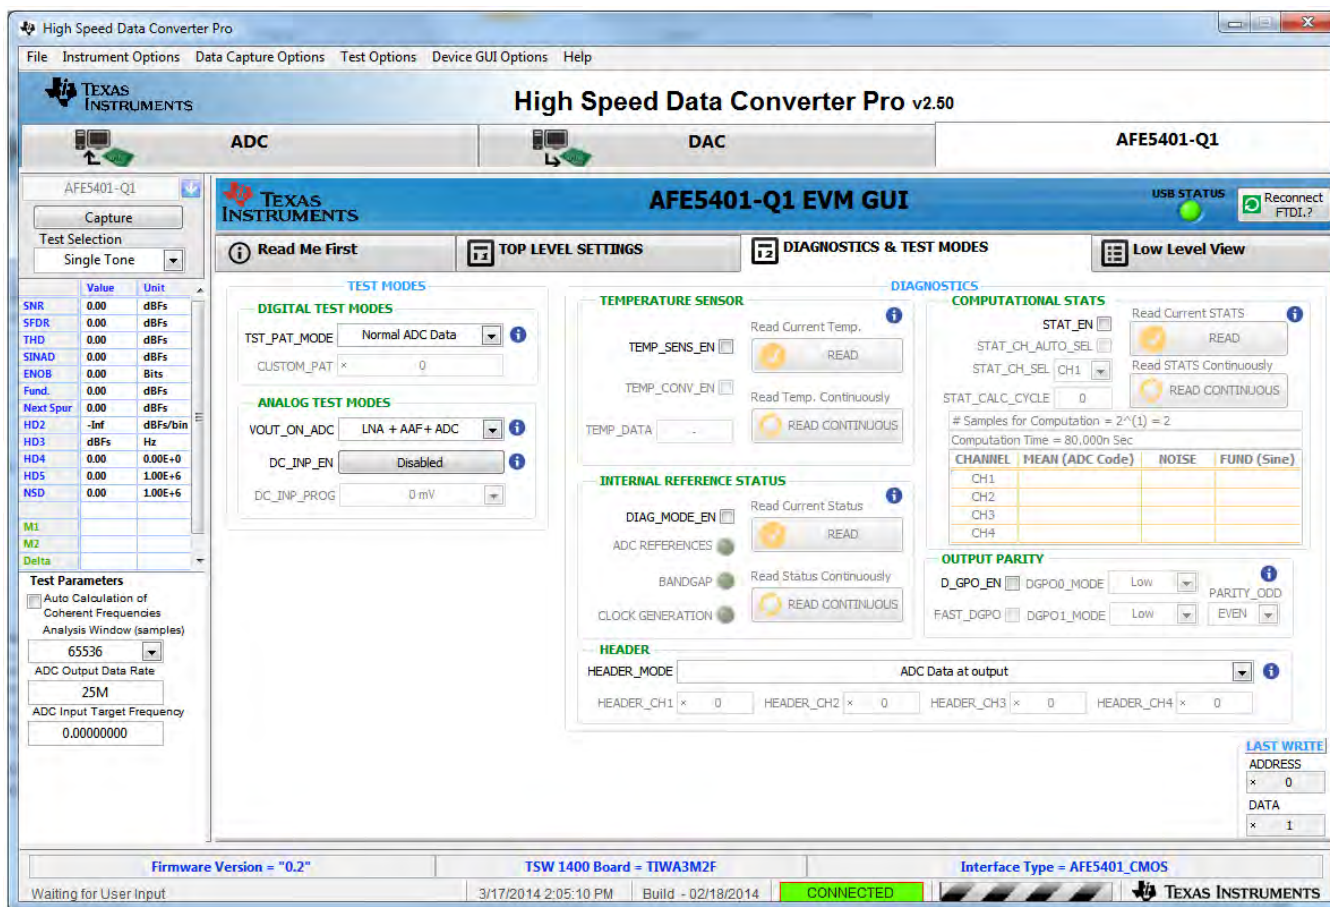 High Speed Data Converter Pro
File Instrument Options Data Capture Options Test Options Device GUI Options Help
TEXAS INSTRUMENTS
High Speed Data Converter Pro v2.50
ADC
DAC
AFE5401-Q1
AFE5401-Q1
Capture
Test Selection
Single Tone
Value Unit
SNR 0.00 dBFs
SFDR 0.00 dBFs
THD 0.00 dBFs
SINAD 0.00 dBFs
ENOB 0.00 Bits
Fund. 0.00 dBFs
Next Spur 0.00 dBFs
HD2 -Inf dBFs/bin
HD3 dBFs Hz
HD4 0.00 0.00E+0
HD5 0.00 1.00E+6
NSD 0.00 1.00E+6
M1
M2
Delta
Test Parameters
Auto Calculation of
Coherent Frequencies
Analysis Window (samples)
65536
ADC Output Data Rate
25M
ADC Input Target Frequency
0.00000000
TEXAS INSTRUMENTS
AFE5401-Q1 EVM GUI
USB STATUS
Reconnect
FTDI.?
Read Me First
TOP LEVEL SETTINGS
DIAGNOSTICS & TEST MODES
Low Level View
TEST MODES
DIGITAL TEST MODES
TST_PAT_MODE Normal ADC Data
CUSTOM_PAT × 0
ANALOG TEST MODES
VOUT_ON_ADC LNA + AAF+ ADC
DC_INP_EN Disabled
DC_INP_PROG 0 mV
DIAGNOSTICS
TEMPERATURE SENSOR
TEMP_SENS_EN
Read Current Temp.
READ
TEMP_CONV_EN
Read Temp. Continuously
TEMP_DATA -
READ CONTINUOUS
INTERNAL REFERENCE STATUS
DIAG_MODE_EN
Read Current Status
READ
ADC REFERENCES
BANDGAP
Read Status Continuously
READ CONTINUOUS
CLOCK GENERATION
COMPUTATIONAL STATS
STAT_EN
Read Current STATS
READ
STAT_CH_AUTO_SEL
STAT_CH_SEL CH1
Read STATS Continuously
READ CONTINUOUS
STAT_CALC_CYCLE 0
# Samples for Computation = 2^(1) = 2
Computation Time = 80.000n Sec
CHANNEL MEAN (ADC Code) NOISE FUND (Sine)
CH1
CH2
CH3
CH4
OUTPUT PARITY
D_GPO_EN DGPO0_MODE Low
PARITY_ODD
FAST_DGPO DGPO1_MODE Low EVEN
HEADER
HEADER_MODE ADC Data at output
HEADER_CH1 × 0 HEADER_CH2 × 0 HEADER_CH3 × 0 HEADER_CH4 × 0
LAST WRITE
ADDRESS
× 0
DATA
× 1
Firmware Version = "0.2" TSW 1400 Board = TIWA3M2F Interface Type = AFE5401_CMOS
Waiting for User Input 3/17/2014 2:05:10 PM Build - 02/18/2014 CONNECTED TEXAS INSTRUMENTS